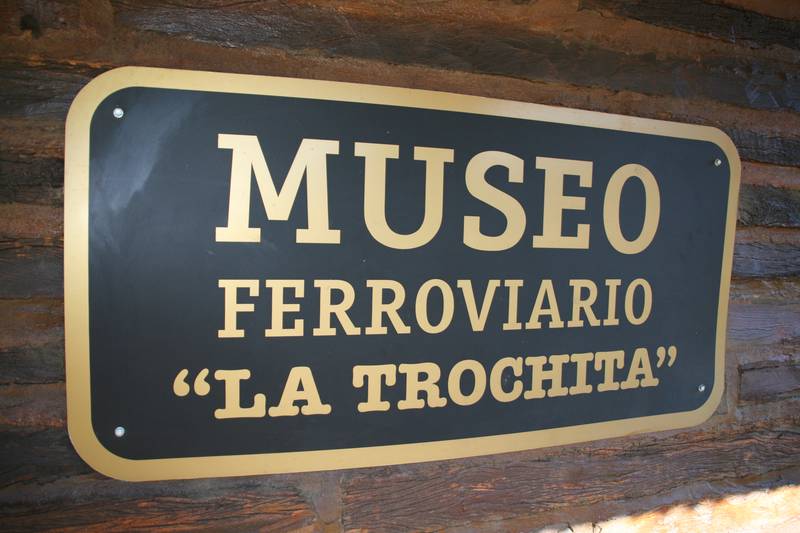 MUSEO
FERROVIARIO
“LA TROCHITA”